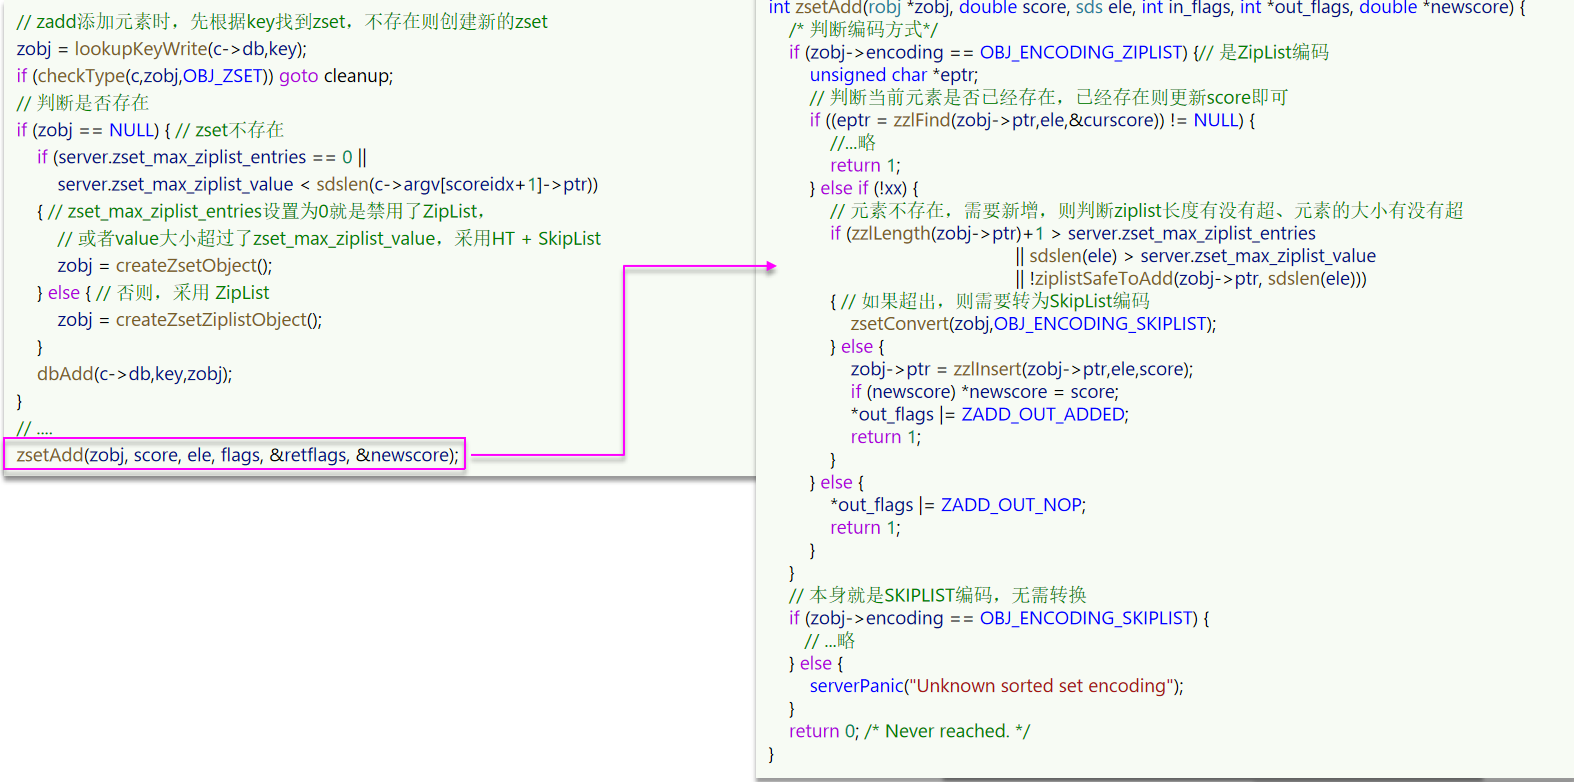 // zadd添加元素时，先根据key找到zset，不存在则创建新的zset
zobj = lookupKeyWrite(c->db,key);
if (checkType(c,zobj,OBJ_ZSET)) goto cleanup;
// 判断是否存在
if (zobj == NULL) { // zset不存在
if (server.zset_max_ziplist_entries == 0 ||
server.zset_max_ziplist_value < sdslen(c->argv[scoreidx+1]->ptr))
{ // zset_max_ziplist_entries设置为0就是禁用了ZipList，
// 或者value大小超过了zset_max_ziplist_value，采用HT + SkipList
zobj = createZsetObject();
} else { // 否则，采用 ZipList
zobj = createZsetZiplistObject();
}
dbAdd(c->db,key,zobj);
}
// ....
zsetAdd(zobj, score, ele, flags, &retflags, &newscore);
int zsetAdd(robj *zobj, double score, sds ele, int in_flags, int *out_flags, double *newscore) {
/* 判断编码方式*/
if (zobj->encoding == OBJ_ENCODING_ZIPLIST) {// 是ZipList编码
unsigned char *eptr;
// 判断当前元素是否已经存在，已经存在则更新score即可
if ((eptr = zzlFind(zobj->ptr,ele,&curscore)) != NULL) {
//...略
return 1;
} else if (!xx) {
// 元素不存在，需要新增，则判断ziplist长度有没有超、元素的大小有没有超
if (zzlLength(zobj->ptr)+1 > server.zset_max_ziplist_entries
|| sdslen(ele) > server.zset_max_ziplist_value
|| !ziplistSafeToAdd(zobj->ptr, sdslen(ele)))
{ // 如果超出，则需要转为SkipList编码
zsetConvert(zobj,OBJ_ENCODING_SKIPLIST);
} else {
zobj->ptr = zzlInsert(zobj->ptr,ele,score);
if (newscore) *newscore = score;
*out_flags |= ZADD_OUT_ADDED;
return 1;
}
} else {
*out_flags |= ZADD_OUT_NOP;
return 1;
}
}
// 本身就是SKIPLIST编码，无需转换
if (zobj->encoding == OBJ_ENCODING_SKIPLIST) {
// ...略
} else {
serverPanic("Unknown sorted set encoding");
}
return 0; /* Never reached. */
}